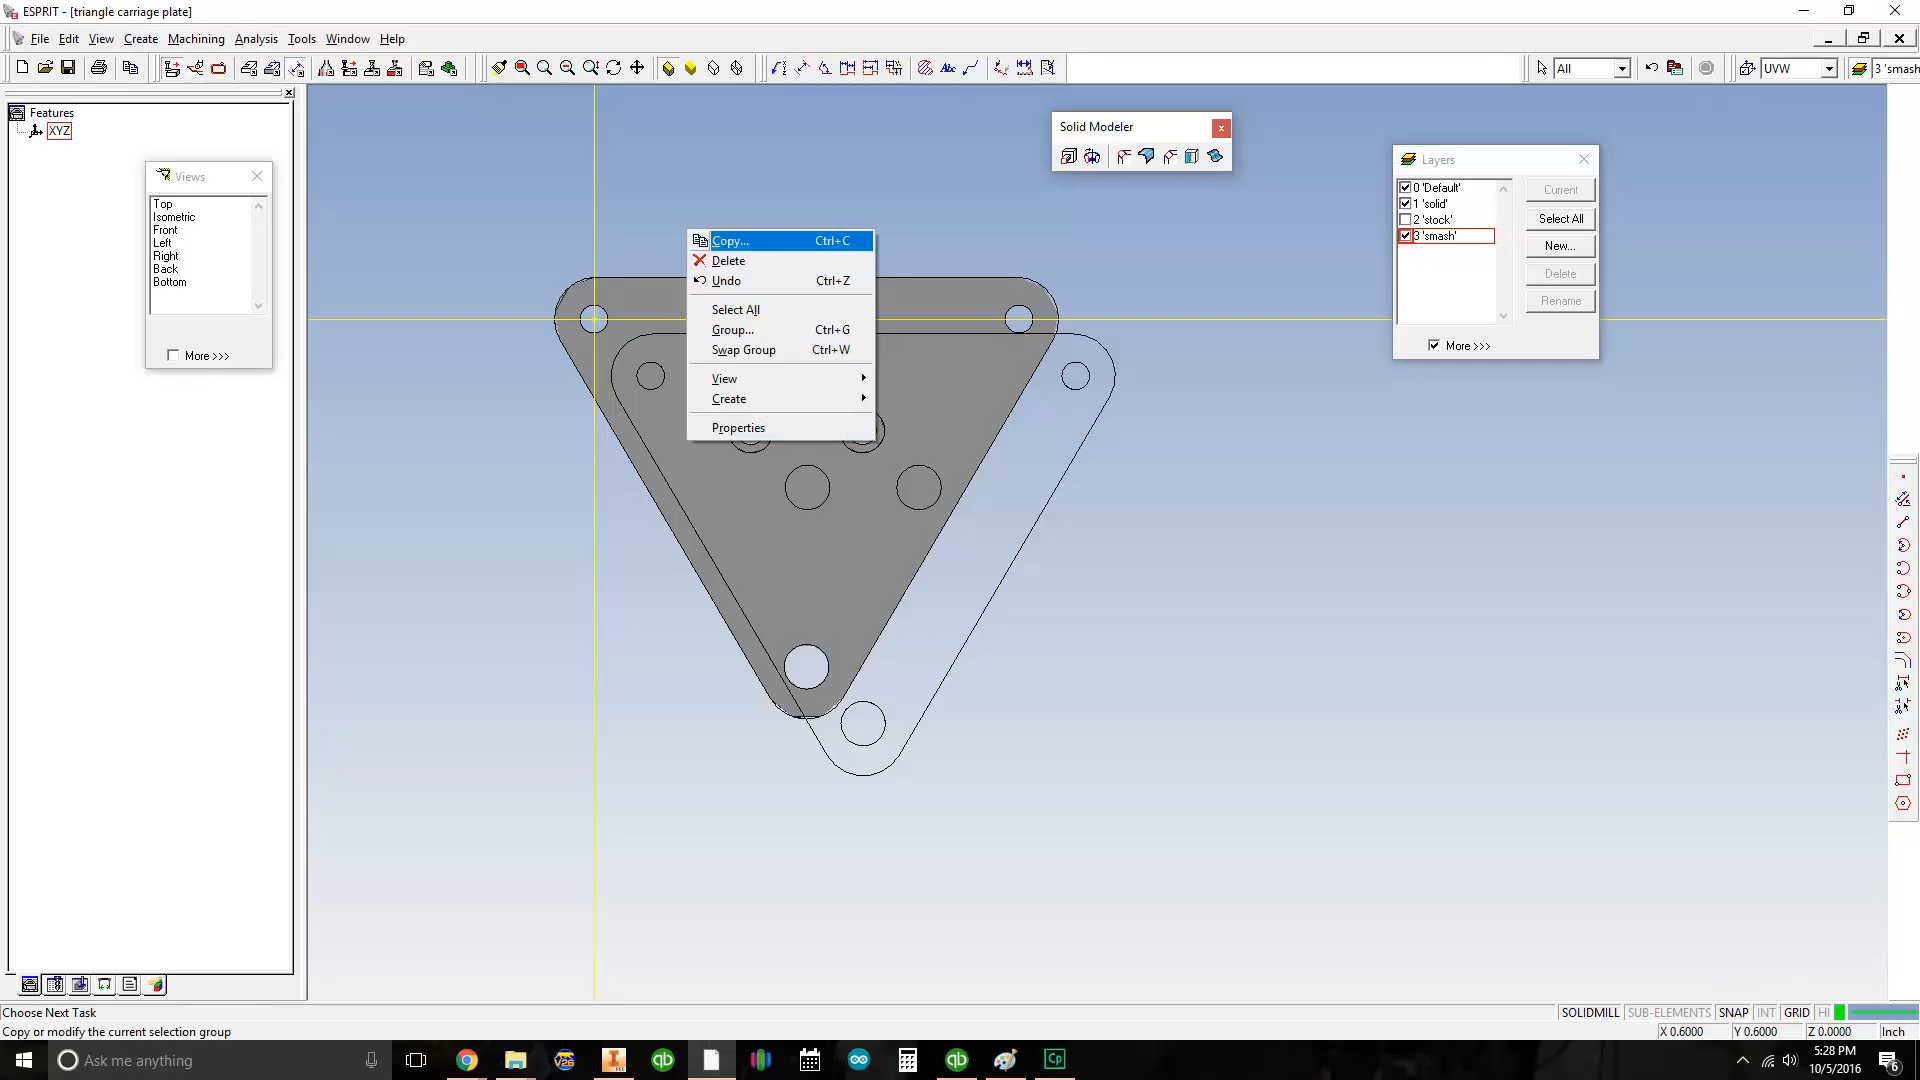 ESPRIT - [triangle carriage plate]
File Edit View Create Machining Analysis Tools Window Help
All
UVW
3 'smash
Features
XYZ
Views
Top
Isometric
Front
Left
Right
Back
Bottom
More >>>
Solid Modeler
Copy... Ctrl+C
Delete
Undo Ctrl+Z
Select All
Group... Ctrl+G
Swap Group Ctrl+W
View
Create
Properties
Layers
0 'Default'
1 'solid'
2 'stock'
3 'smash'
Current
Select All
New...
Delete
Rename
More >>>
Choose Next Task
SOLIDMILL SUB-ELEMENTS SNAP INT GRID HI
Copy or modify the current selection group
X 0.6000 Y 0.6000 Z 0.0000 Inch
Ask me anything
5:28 PM
10/5/2016
6